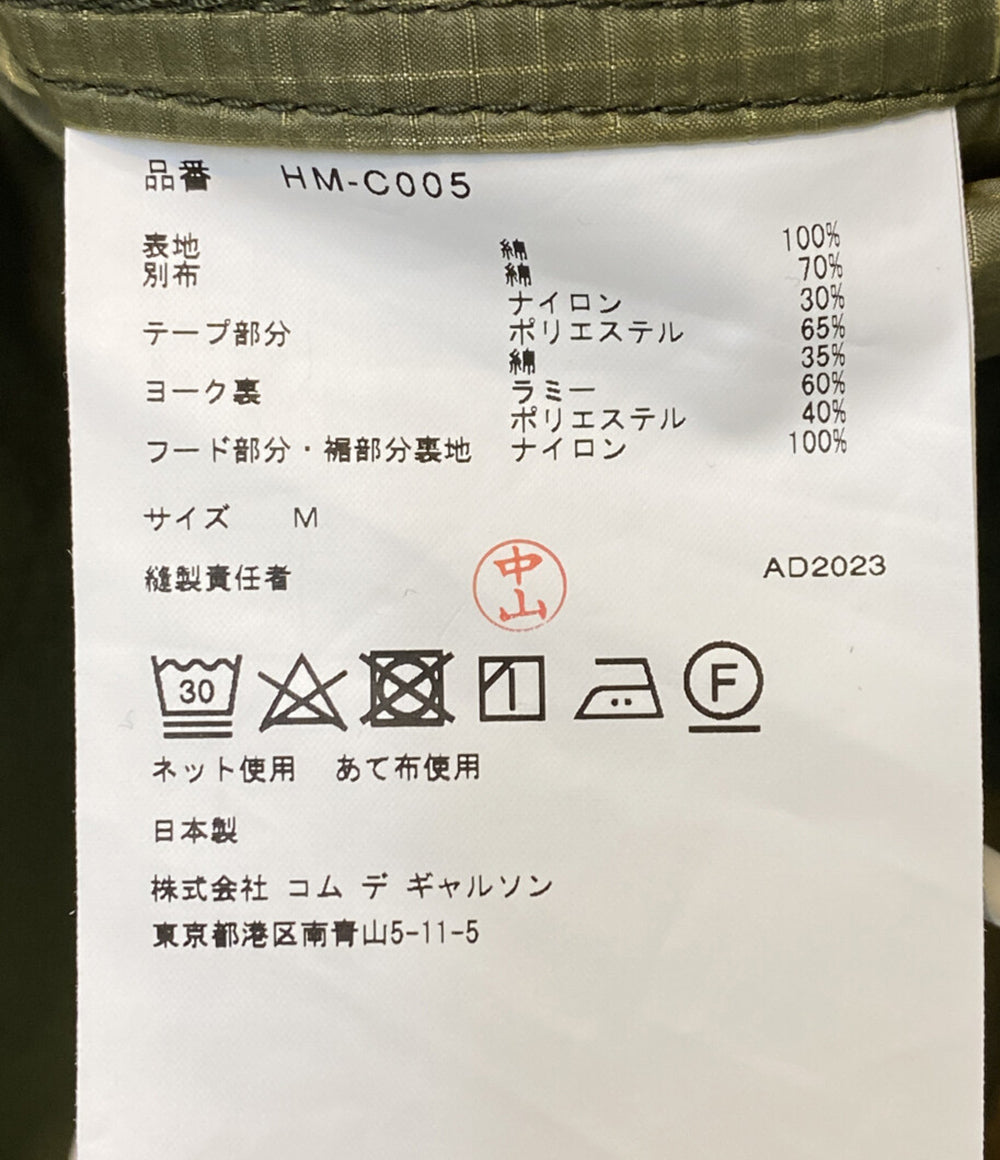 品番 HM-C005
表地 綿 100%
別布 綿 70%
ナイロン 30%
テープ部分 ポリエステル 65%
綿 35%
ヨーク裏 ラミー 60%
ポリエステル 40%
フード部分・裾部分裏地 ナイロン 100%
サイズ M
縫製責任者 中山 AD2023
30 F
ネット使用 あて布使用
日本製
株式会社 コム デ ギャルソン
東京都港区南青山5-11-5